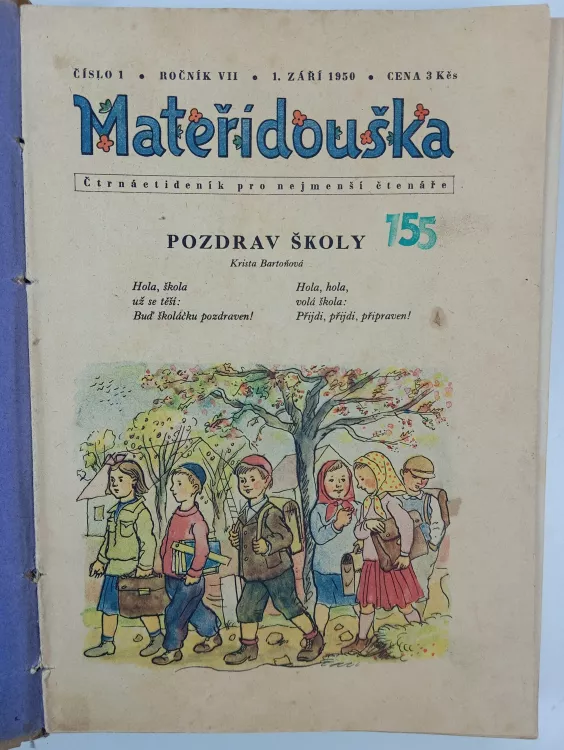 ČÍSLO 1 • ROČNÍK VII • 1. ZÁŘÍ 1950 • CENA 3 Kčs
Mateřídouška
Čtrnáctideník pro nejmenší čtenáře
155
POZDRAV ŠKOLY
Krista Bartoňová
Hola, škola
už se těší:
Buď školáčku pozdraven!
Hola, hola,
volá škola:
Přijdi, přijdi, připraven!